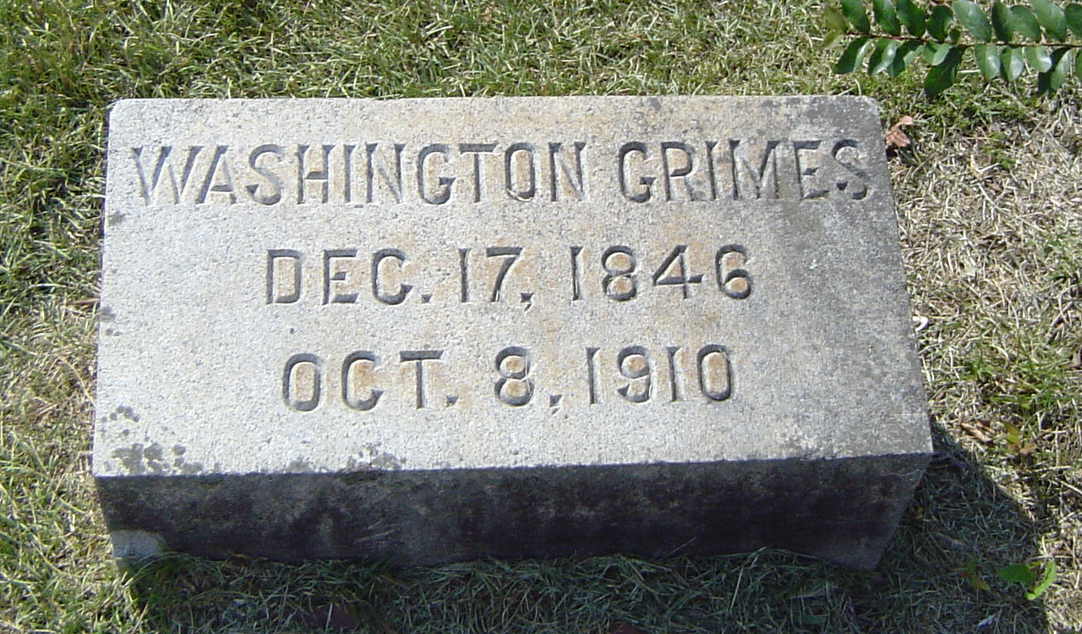 WASHINGTON GRIMES
DEC. 17, 1846
OCT. 8, 1910